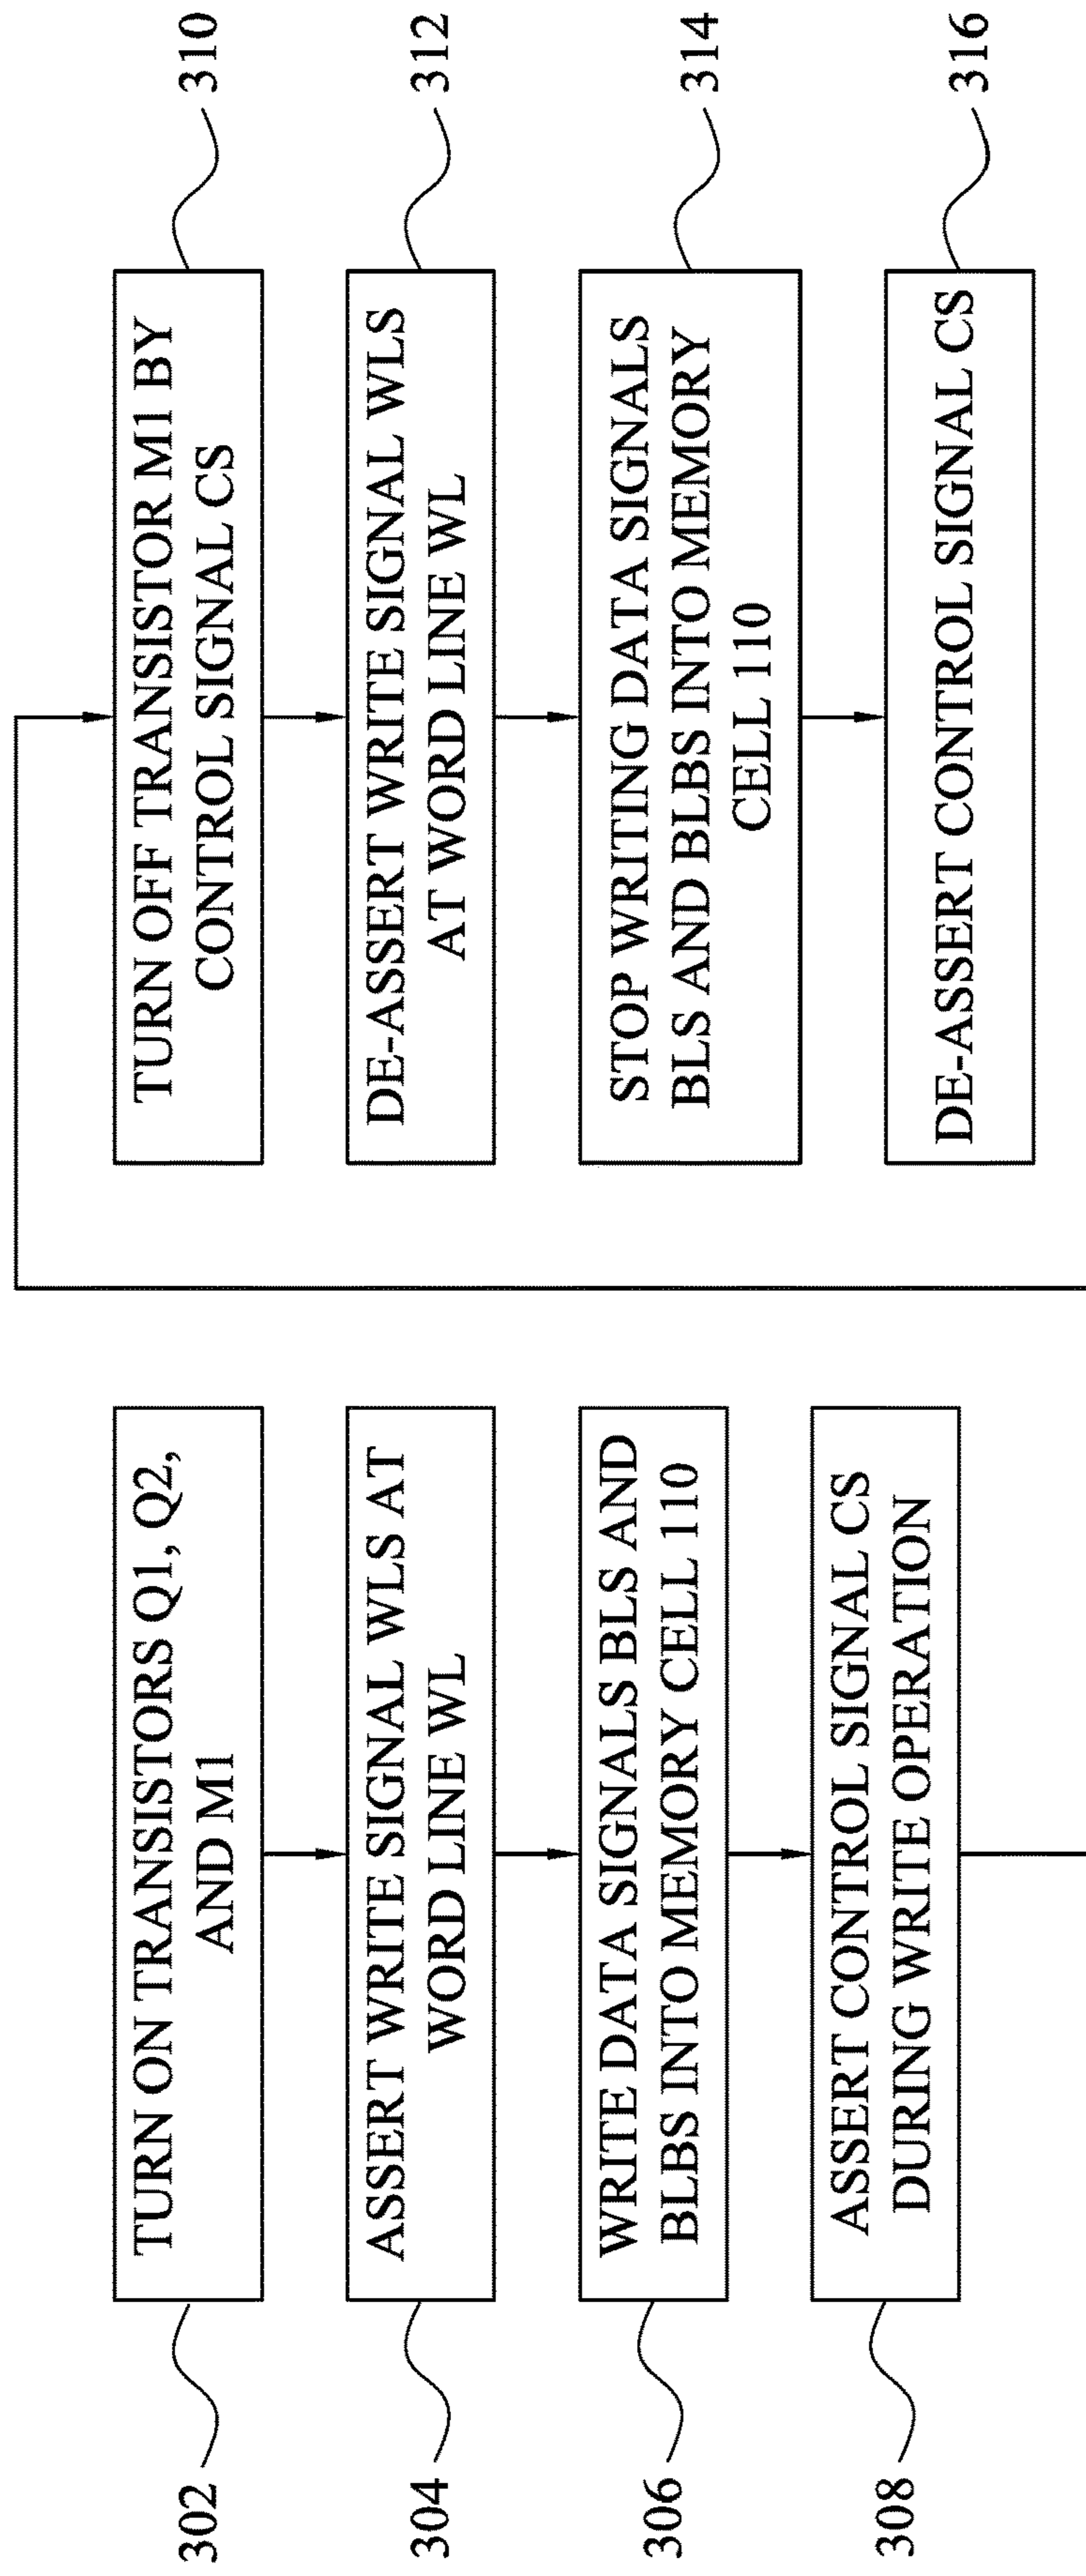 302
TURN ON TRANSISTORS Q1, Q2,
AND M1
304
ASSERT WRITE SIGNAL WLS AT
WORD LINE WL
306
WRITE DATA SIGNALS BLS AND
BLBS INTO MEMORY CELL 110
308
ASSERT CONTROL SIGNAL CS
DURING WRITE OPERATION
310
TURN OFF TRANSISTOR M1 BY
CONTROL SIGNAL CS
312
DE-ASSERT WRITE SIGNAL WLS
AT WORD LINE WL
314
STOP WRITING DATA SIGNALS
BLS AND BLBS INTO MEMORY
CELL 110
316
DE-ASSERT CONTROL SIGNAL CS